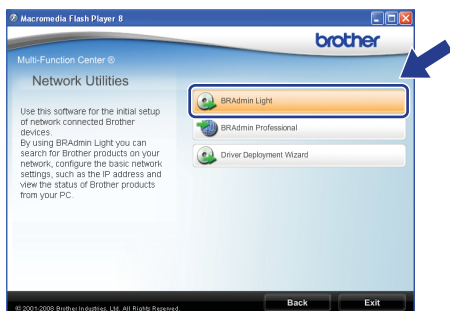 Macromedia Flash Player 8
brother
Multi-Function Center ®
Network Utilities
Use this software for the initial setup
of network connected Brother
devices.
By using BRAdmin Light you can
search for Brother products on your
network, configure the basic network
settings, such as the IP address and
view the status of Brother products
from your PC.
BRAdmin Light
BRAdmin Professional
Driver Deployment Wizard
© 2001-2008 Brother Industries, Ltd. All Rights Reserved.
Back
Exit